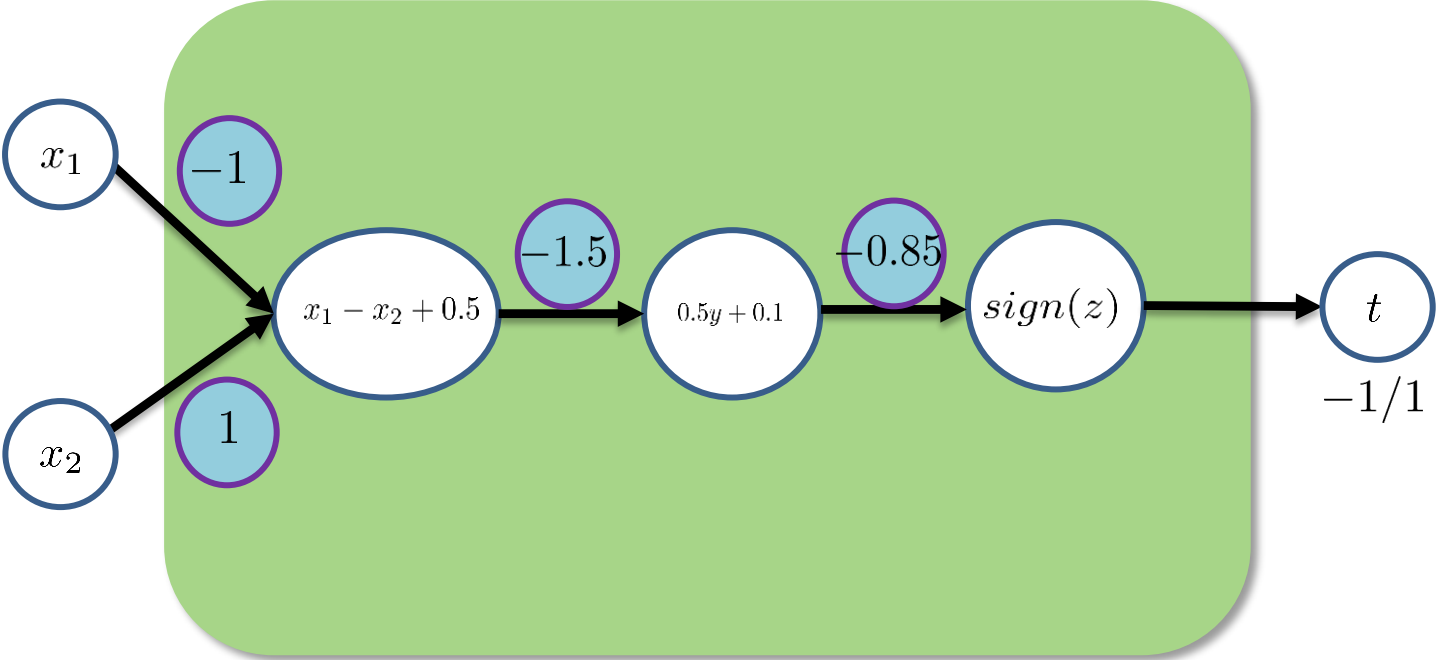 x₁
−1
−1.5
−0.85
x₁ − x₂ + 0.5
0.5y + 0.1
sign(z)
t
−1/1
1
x₂